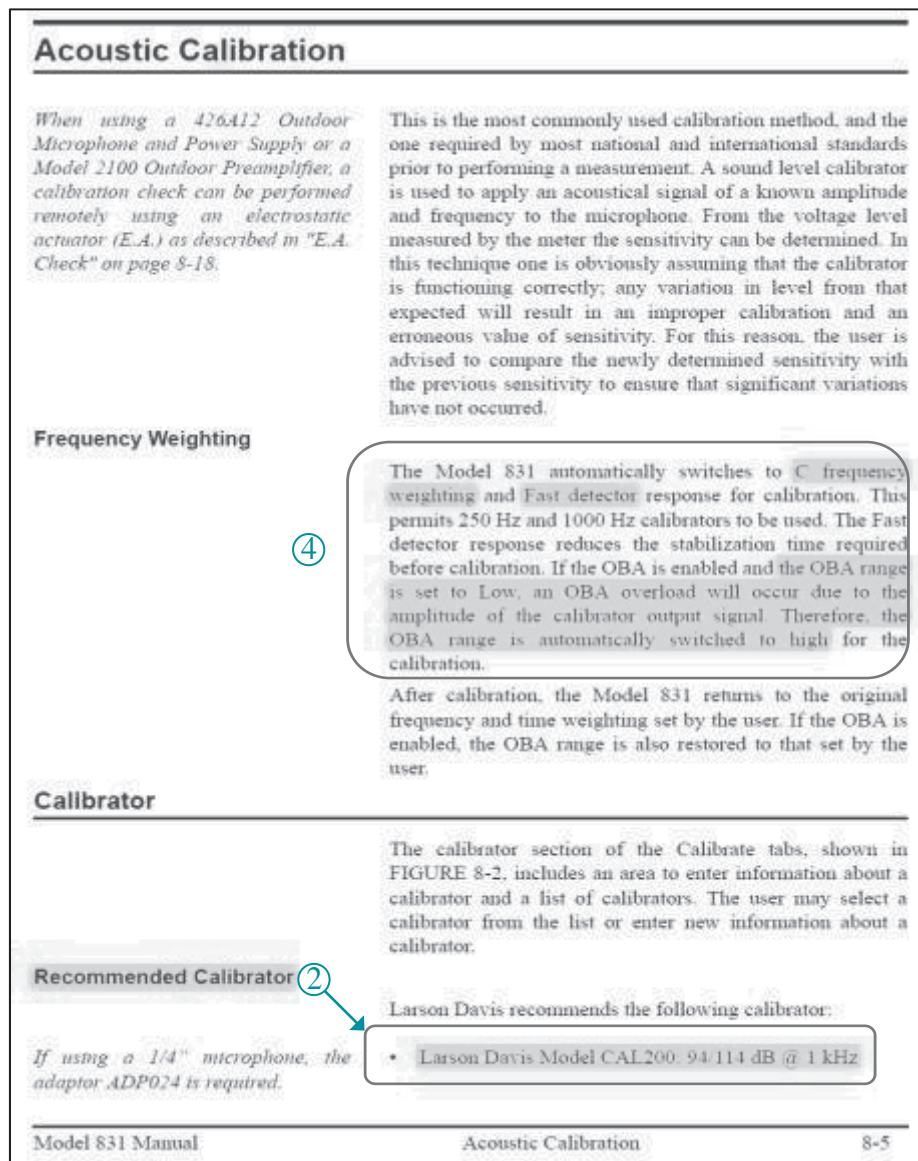 Acoustic Calibration
When using a 426A12 Outdoor
Microphone and Power Supply or a
Model 2100 Outdoor Preamplifier, a
calibration check can be performed
remotely using an electrostatic
actuator (E.A.) as described in "E.A.
Check" on page 8-18.
This is the most commonly used calibration method, and the
one required by most national and international standards
prior to performing a measurement. A sound level calibrator
is used to apply an acoustical signal of a known amplitude
and frequency to the microphone. From the voltage level
measured by the meter the sensitivity can be determined. In
this technique one is obviously assuming that the calibrator
is functioning correctly; any variation in level from that
expected will result in an improper calibration and an
erroneous value of sensitivity. For this reason, the user is
advised to compare the newly determined sensitivity with
the previous sensitivity to ensure that significant variations
have not occurred.
Frequency Weighting
④
The Model 831 automatically switches to C frequency
weighting and Fast detector response for calibration. This
permits 250 Hz and 1000 Hz calibrators to be used. The Fast
detector response reduces the stabilization time required
before calibration. If the OBA is enabled and the OBA range
is set to Low, an OBA overload will occur due to the
amplitude of the calibrator output signal. Therefore, the
OBA range is automatically switched to high for the
calibration.
After calibration, the Model 831 returns to the original
frequency and time weighting set by the user. If the OBA is
enabled, the OBA range is also restored to that set by the
user.
Calibrator
The calibrator section of the Calibrate tabs, shown in
FIGURE 8-2, includes an area to enter information about a
calibrator and a list of calibrators. The user may select a
calibrator from the list or enter new information about a
calibrator.
Recommended Calibrator ②
Larson Davis recommends the following calibrator:
If using a 1/4" microphone, the
adaptor ADP024 is required.
• Larson Davis Model CAL200: 94/114 dB @ 1 kHz
Model 831 Manual Acoustic Calibration 8-5